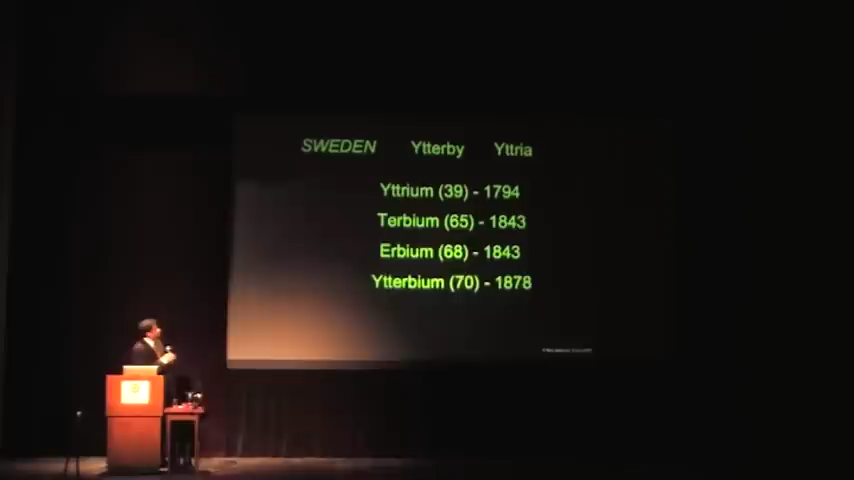 SWEDEN Ytterby Yttria
Yttrium (39) - 1794
Terbium (65) - 1843
Erbium (68) - 1843
Ytterbium (70) - 1878